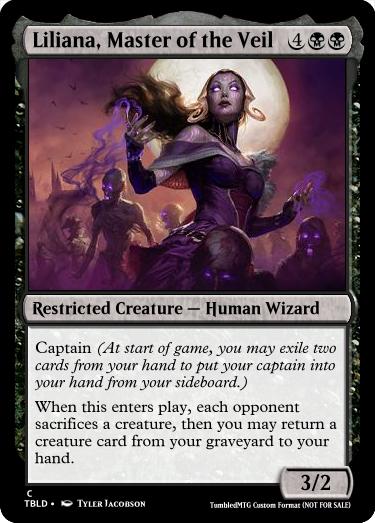 Liliana, Master of the Veil 4
Restricted Creature — Human Wizard
Captain (At start of game, you may exile two
cards from your hand to put your captain into
your hand from your sideboard.)
When this enters play, each opponent
sacrifices a creature, then you may return a
creature card from your graveyard to your
hand.
3/2
C
TBLD • Tyler Jacobson
TumbledMTG Custom Format (NOT FOR SALE)